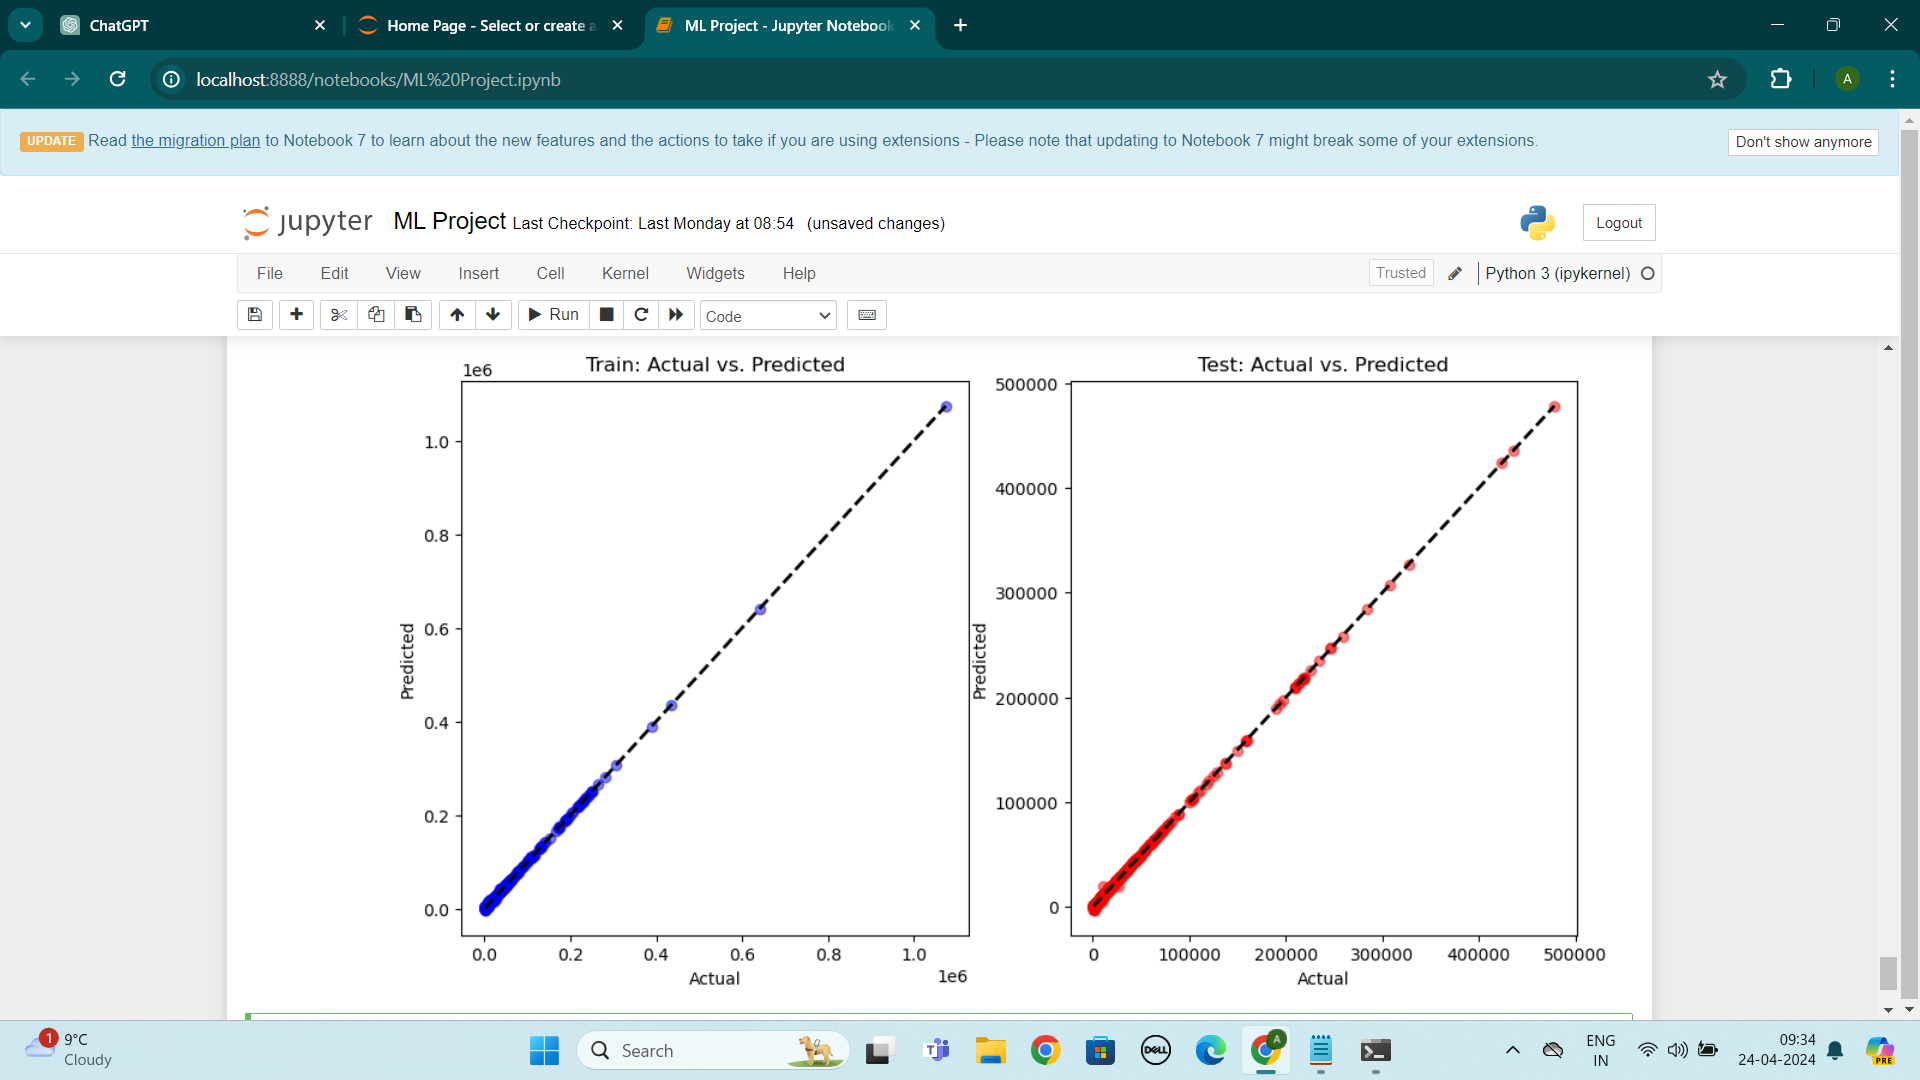 ChatGPT
Home Page - Select or create a
ML Project - Jupyter Notebook
localhost:8888/notebooks/ML%20Project.ipynb
A
UPDATE Read the migration plan to Notebook 7 to learn about the new features and the actions to take if you are using extensions - Please note that updating to Notebook 7 might break some of your extensions.
Don't show anymore
jupyter ML Project Last Checkpoint: Last Monday at 08:54 (unsaved changes)
Logout
File Edit View Insert Cell Kernel Widgets Help
Trusted Python 3 (ipykernel)
Run Code
1e6 Train: Actual vs. Predicted
1.0
0.8
0.6
0.4
0.2
0.0
Predicted
0.0 0.2 0.4 0.6 0.8 1.0
Actual 1e6
Test: Actual vs. Predicted
500000
400000
300000
200000
100000
0
Predicted
0 100000 200000 300000 400000 500000
Actual
1
9°C
Cloudy
Search
DELL
A
ENG
IN
09:34
24-04-2024
PRE